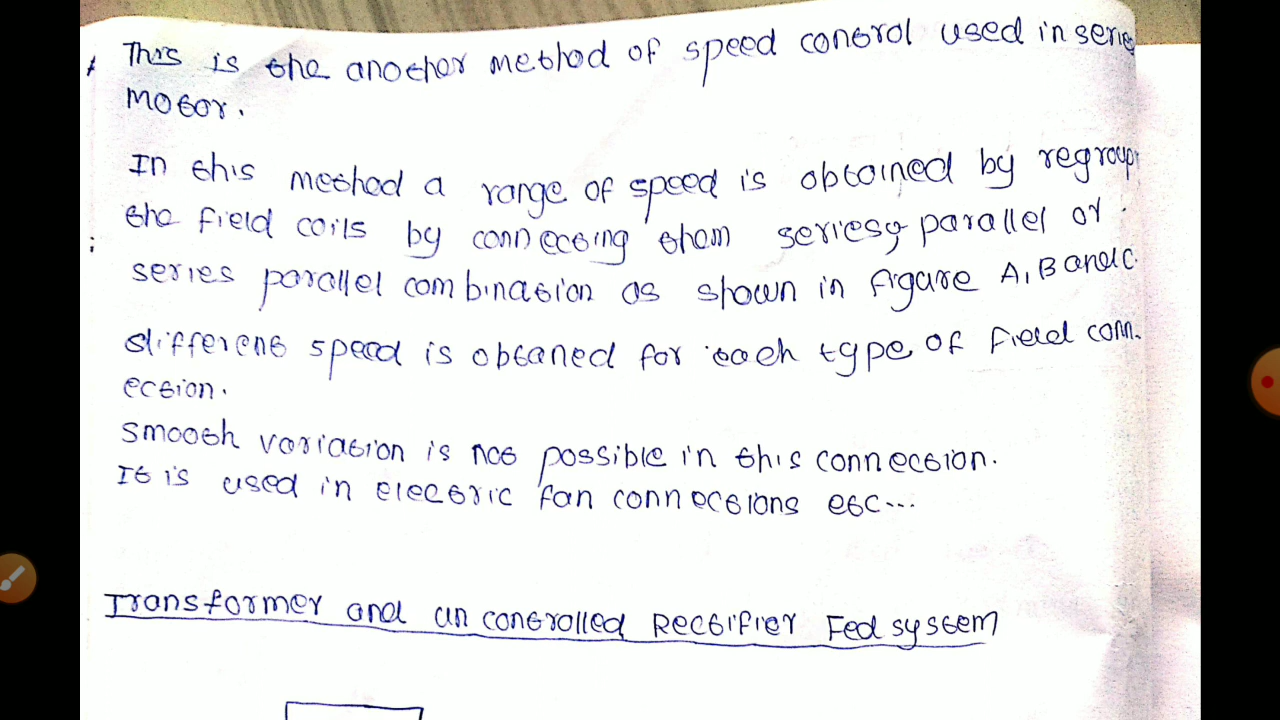 This is the another method of speed control used in serie
motor.
In this method a range of speed is obtained by regroup
the field coils by connecting them series, parallel or
series parallel combination as shown in figure A, B and C.
different speed is obtaned for each type of field conn.
ection.
smooth variation is not possible in this connection.
It is used in electric fan connections etc...
Transformer and un controlled Rectifier Fed system